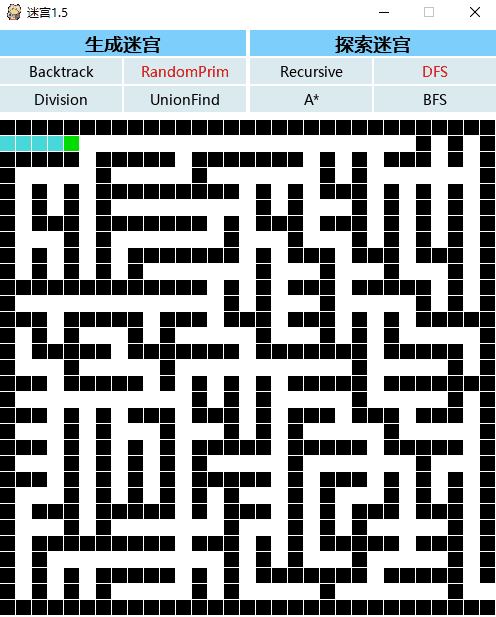 迷宫1.5
生成迷宫 探索迷宫
Backtrack RandomPrim Recursive DFS
Division UnionFind A* BFS